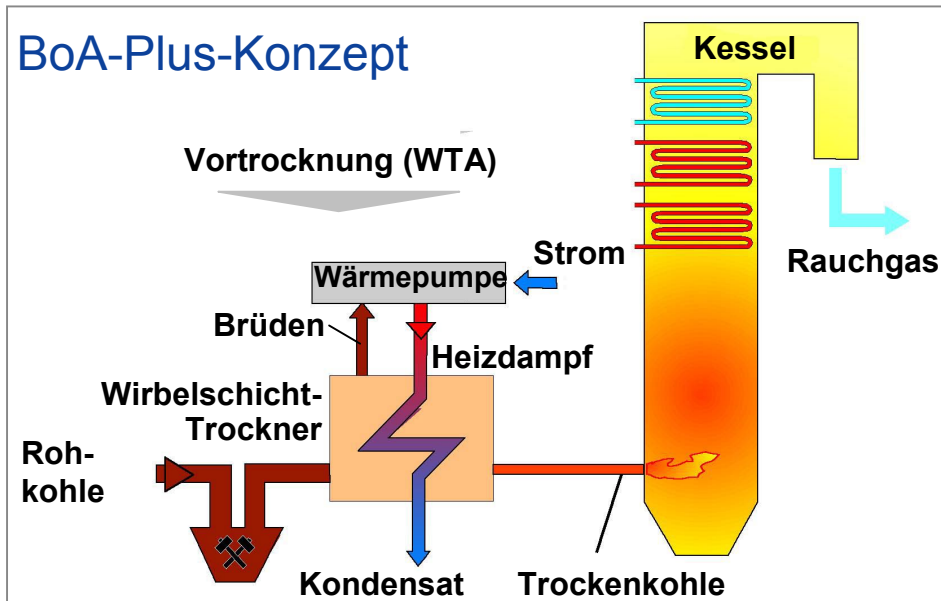 BoA-Plus-Konzept
Kessel
Vortrocknung (WTA)
Strom
Rauchgas
Wärmepumpe
Brüden
Heizdampf
Wirbelschicht-
Trockner
Roh-
kohle
Kondensat
Trockenkohle